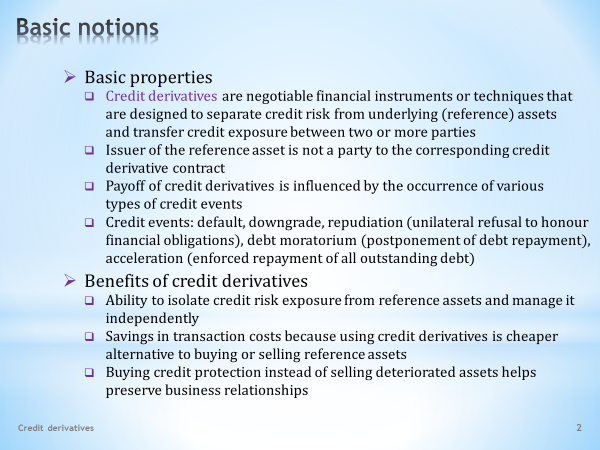 Basic notions
Basic properties
Credit derivatives are negotiable financial instruments or techniques that
are designed to separate credit risk from underlying (reference) assets
and transfer credit exposure between two or more parties
Issuer of the reference asset is not a party to the corresponding credit
derivative contract
Payoff of credit derivatives is influenced by the occurrence of various
types of credit events
Credit events: default, downgrade, repudiation (unilateral refusal to honour
financial obligations), debt moratorium (postponement of debt repayment),
acceleration (enforced repayment of all outstanding debt)
Benefits of credit derivatives
Ability to isolate credit risk exposure from reference assets and manage it
independently
Savings in transaction costs because using credit derivatives is cheaper
alternative to buying or selling reference assets
Buying credit protection instead of selling deteriorated assets helps
preserve business relationships
Credit derivatives
2